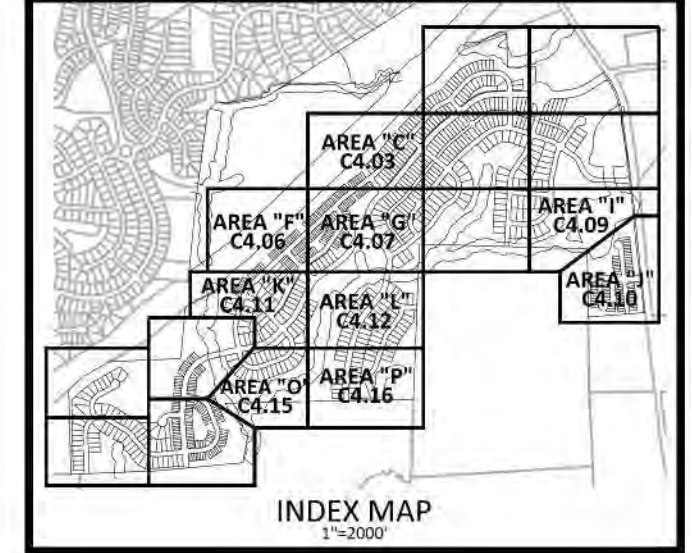 AREA "C"
C4.03
AREA "F"
C4.06
AREA "G"
C4.07
AREA "I"
C4.09
AREA "J"
C4.10
AREA "K"
C4.11
AREA "L"
C4.12
AREA "O"
C4.15
AREA "P"
C4.16
INDEX MAP
1"=2000'